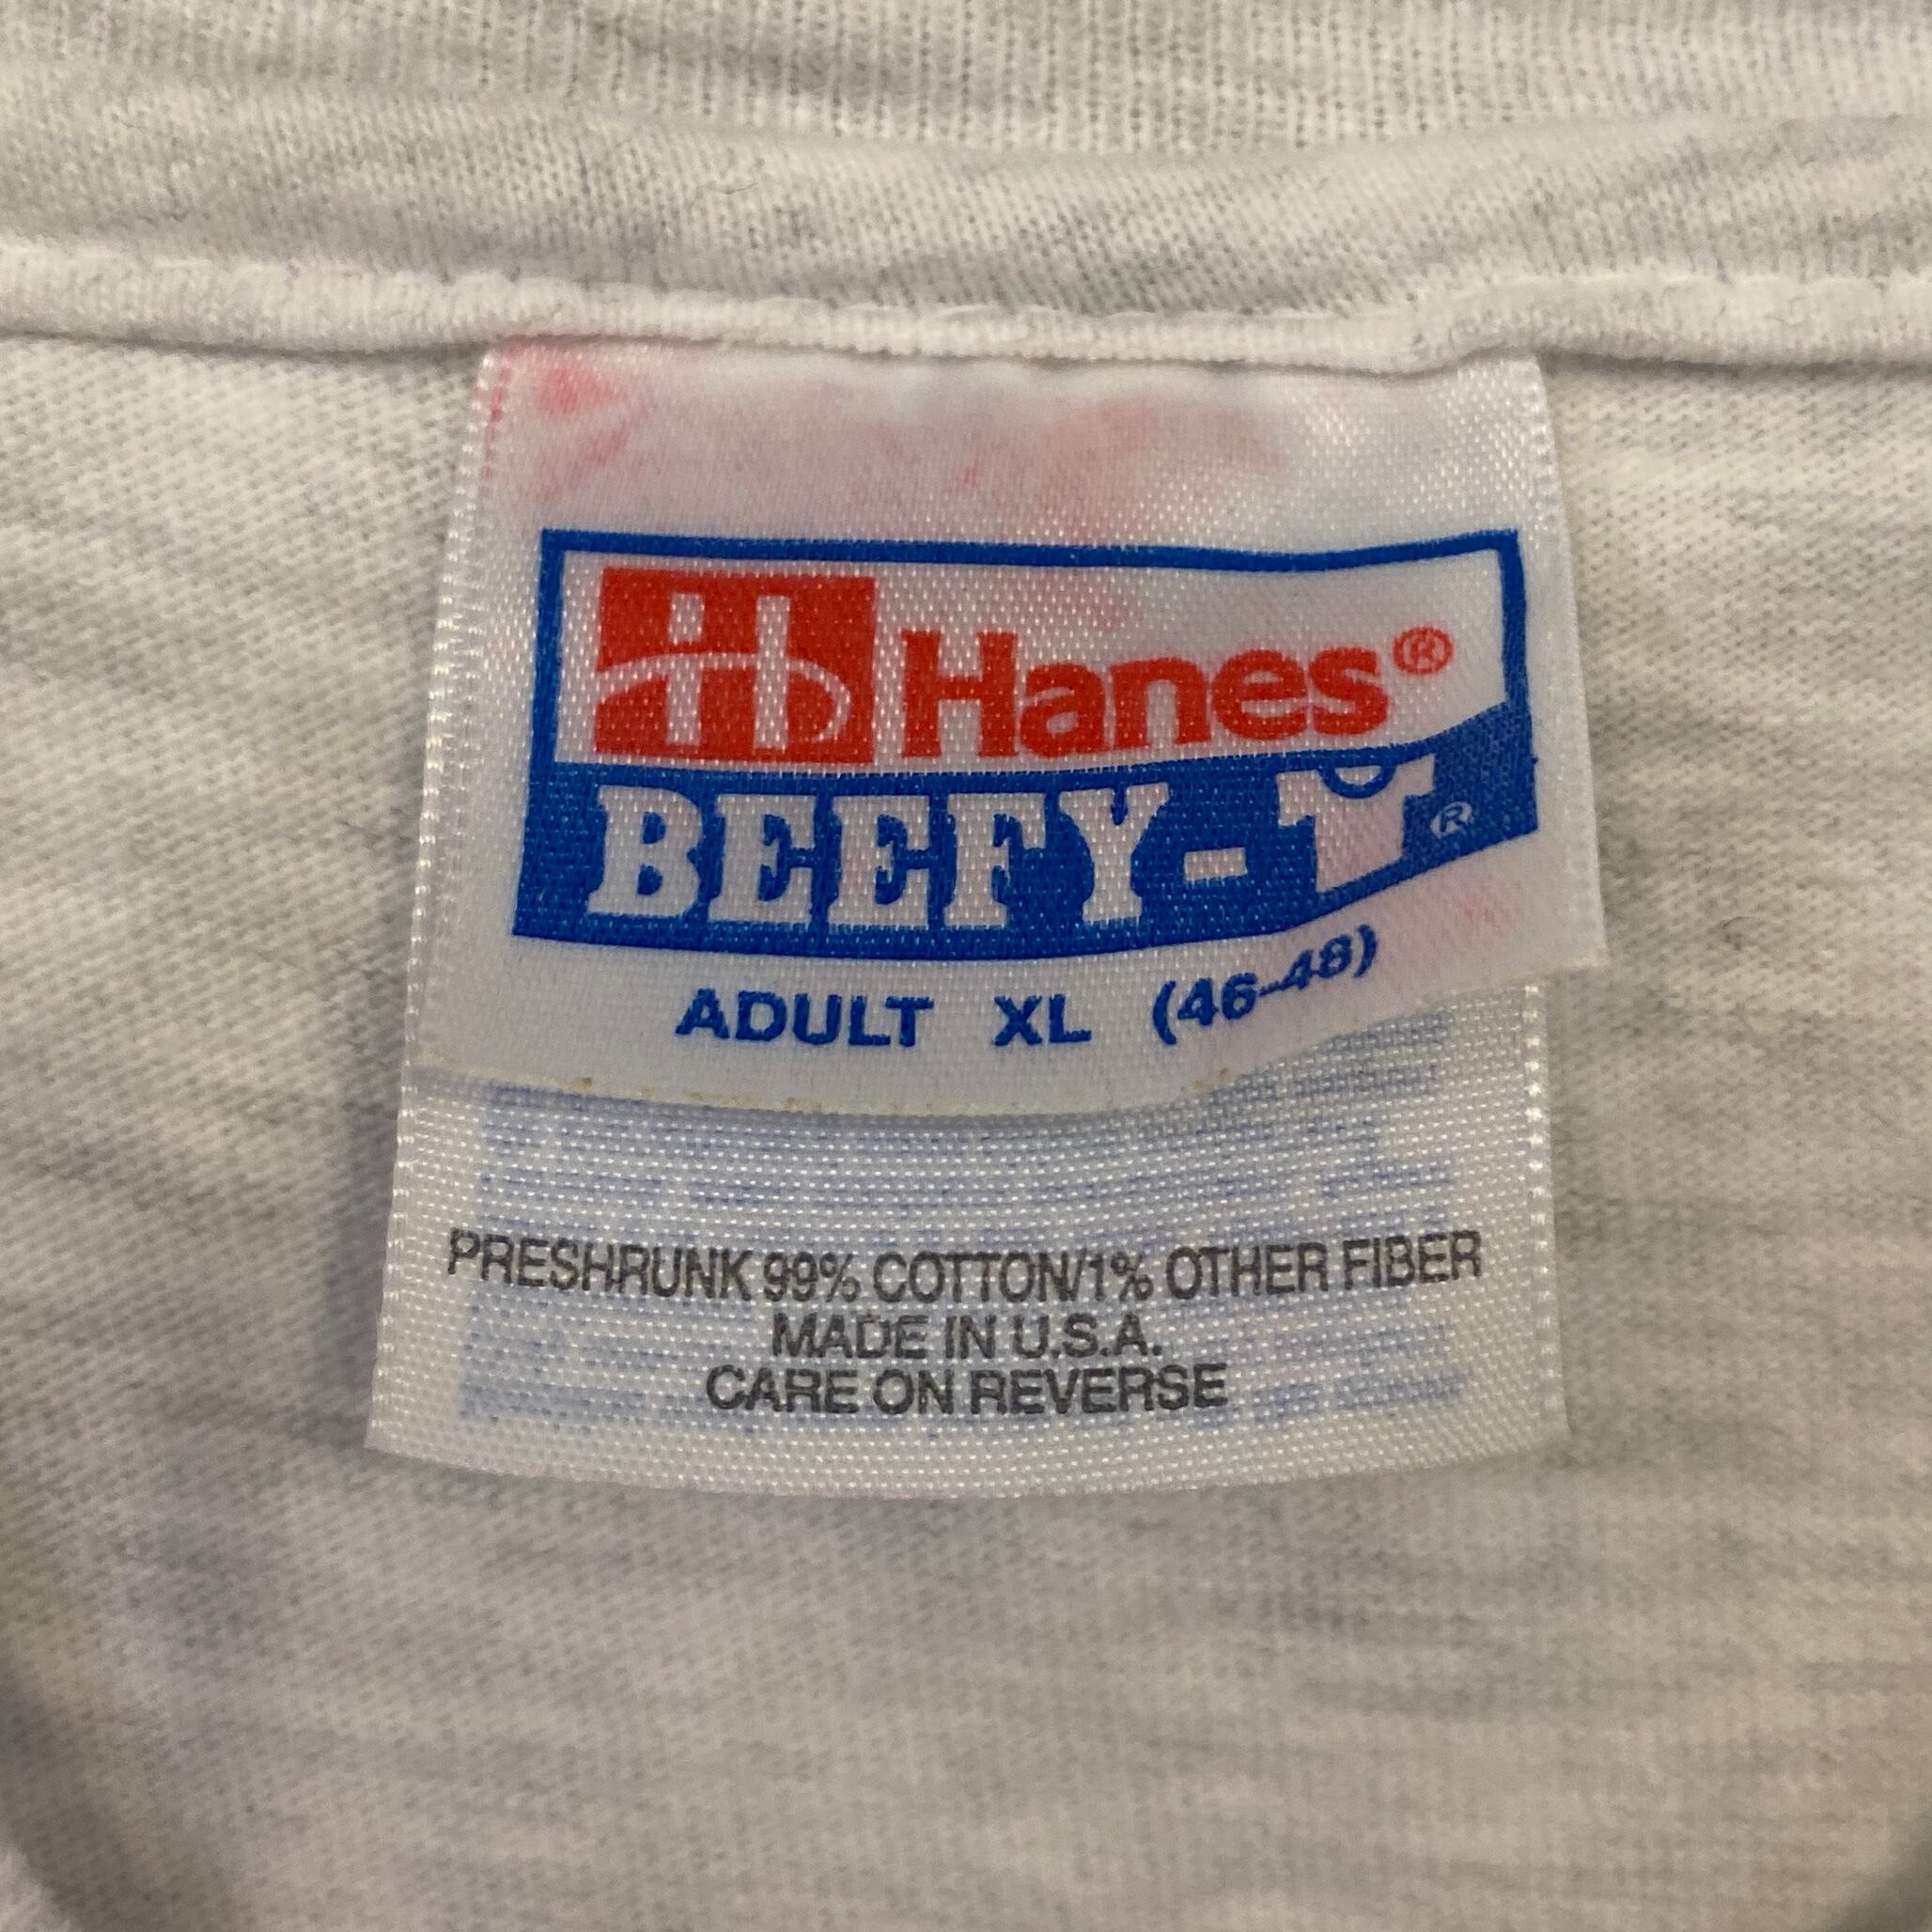 Hanes®
BEEFY-T®
ADULT XL (46-48)
PRESHRUNK 99% COTTON/1% OTHER FIBER
MADE IN U.S.A.
CARE ON REVERSE